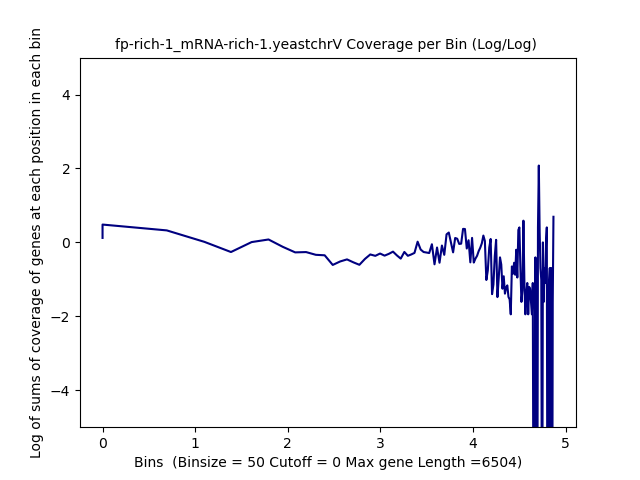 fp-rich-1_mRNA-rich-1.yeastchrV Coverage per Bin (Log/Log)
Log of sums of coverage of genes at each position in each bin
4
2
0
−2
−4
0 1 2 3 4 5
Bins  (Binsize = 50 Cutoff = 0 Max gene Length =6504)